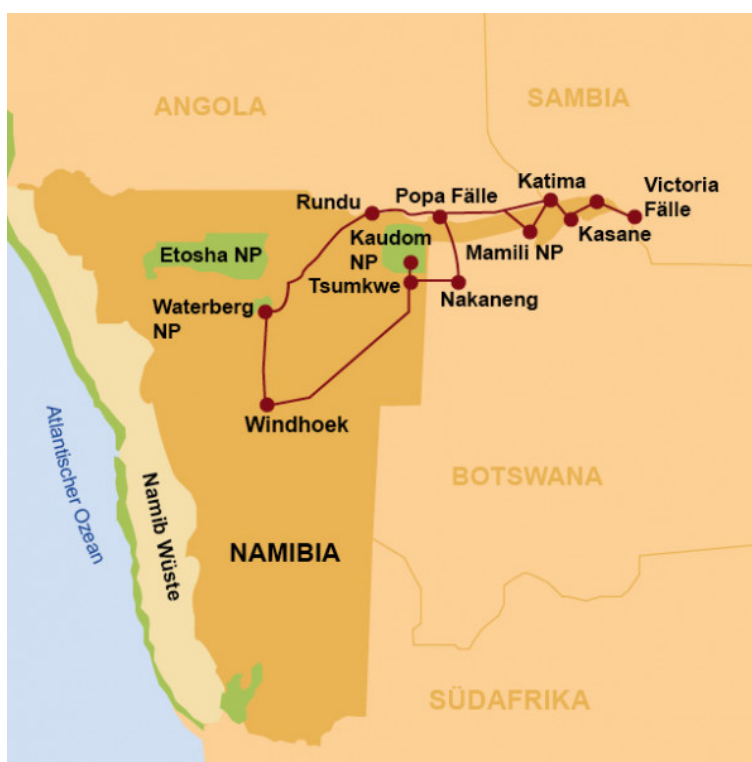 ANGOLA
SAMBIA
Katima
Victoria
Fälle
Rundu
Popa Fälle
Kasane
Kaudom
NP
Mamili NP
Etosha NP
Tsumkwe
Nakaneng
Waterberg
NP
Windhoek
Atlantischer Ozean
Namib Wüste
BOTSWANA
NAMIBIA
SÜDAFRIKA